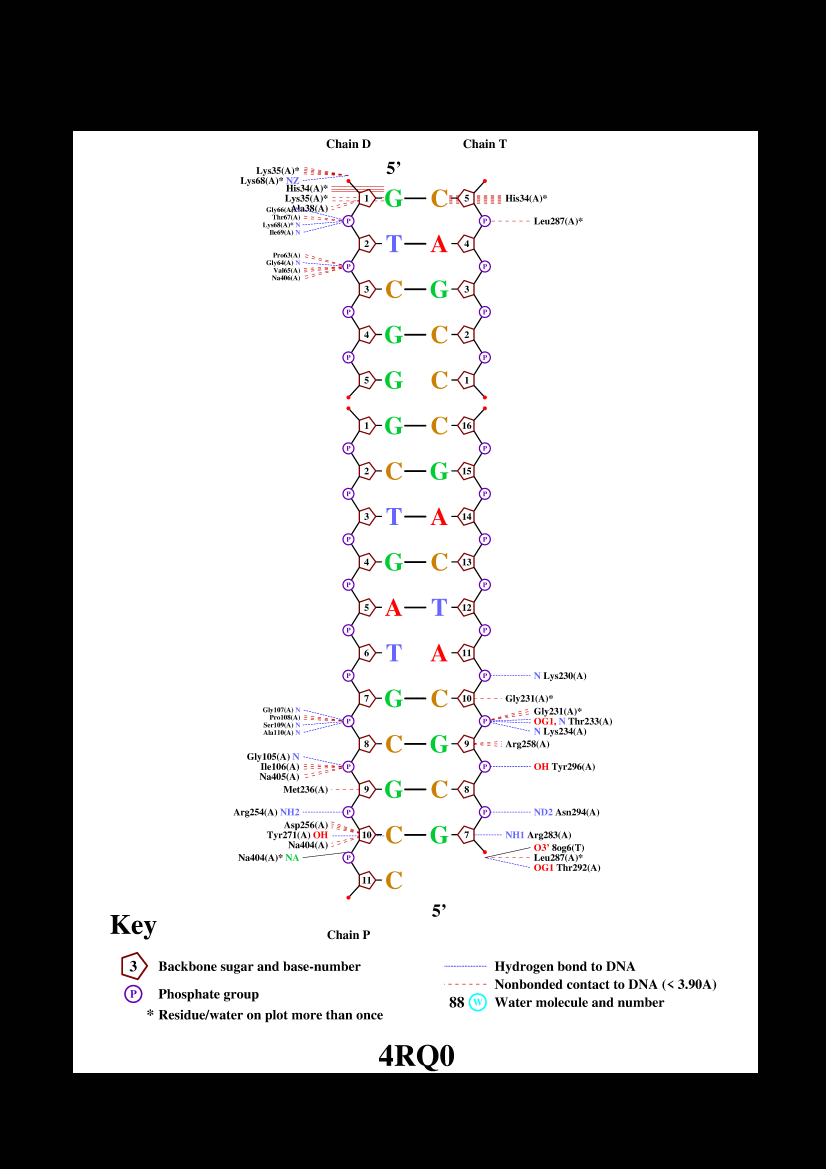 Chain D Chain T
5'
Lys35(A)*
Lys68(A)* NZ
His34(A)*
1 G C 5 His34(A)*
Lys35(A)*
Ala38(A)
Gly66(A)
Thr67(A)
P P Leu287(A)*
Lys68(A)* N
Ile69(A) N
2 T A 4
Pro63(A)
Gly64(A) N
P P
Val65(A)
Na406(A)
3 C G 3
P P
4 G C 2
P P
5 G C 1
1 G C 16
P P
2 C G 15
P P
3 T A 14
P P
4 G C 13
P P
5 A T 12
P P
6 T A 11
P P N Lys230(A)
7 G C 10 Gly231(A)*
Gly107(A) N
Gly231(A)*
Pro108(A)
P P OG1, N Thr233(A)
Ser109(A) N
Ala110(A) N
N Lys234(A)
8 C G 9 Arg258(A)
Gly105(A) N
Ile106(A) P P OH Tyr296(A)
Na405(A)
Met236(A) 9 G C 8
Arg254(A) NH2 P P ND2 Asn294(A)
Asp256(A)
Tyr271(A) OH 10 C G 7 NH1 Arg283(A)
Na404(A)
O3' 8og6(T)
Na404(A)* NA P Leu287(A)*
OG1 Thr292(A)
11 C
5'
Key
Chain P
3 Backbone sugar and base-number
P Phosphate group
* Residue/water on plot more than once
Hydrogen bond to DNA
Nonbonded contact to DNA (< 3.90A)
88 W Water molecule and number
4RQ0